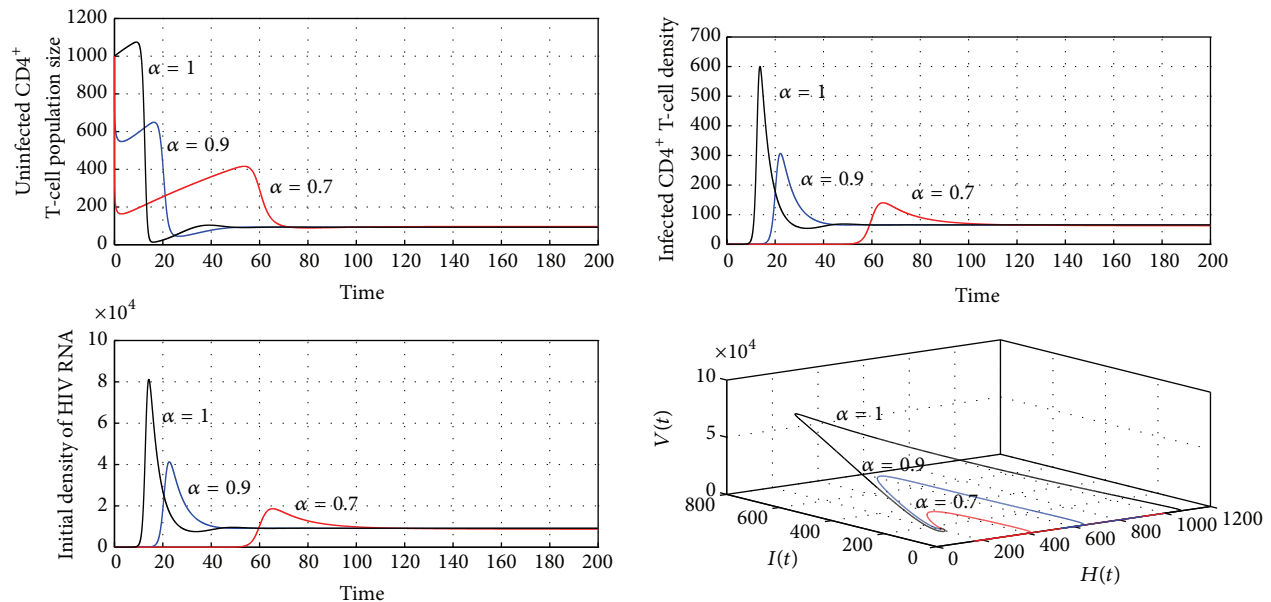 Uninfected CD4+
T-cell population size
1200
1000
800
600
400
200
0
α = 1
α = 0.9
α = 0.7
0 20 40 60 80 100 120 140 160 180 200
Time
Infected CD4+ T-cell density
700
600
500
400
300
200
100
0
α = 1
α = 0.9
α = 0.7
0 20 40 60 80 100 120 140 160 180 200
Time
×10^4
Initial density of HIV RNA
10
8
6
4
2
0
α = 1
α = 0.9
α = 0.7
0 20 40 60 80 100 120 140 160 180 200
Time
×10^4
V(t)
10
5
0
α = 1
α = 0.9
α = 0.7
800
600
400
200
0
I(t)
0
200
400
600
800
1000
1200
H(t)